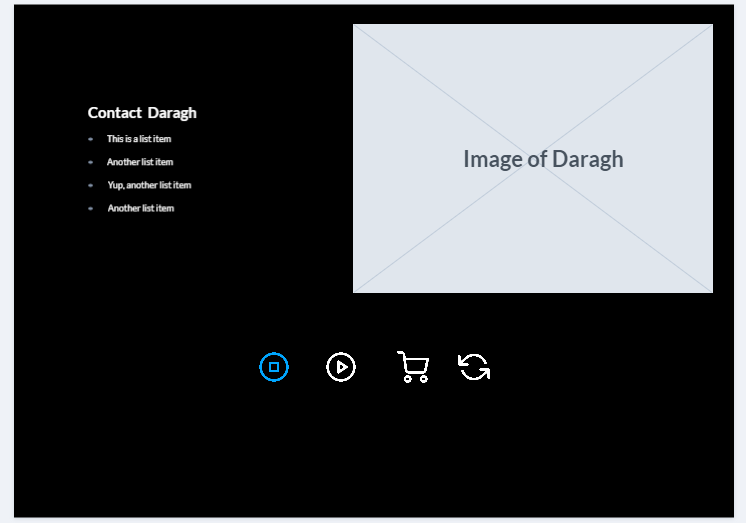 Contact Daragh
This is a list item
Another list item
Yup, another list item
Another list item
Image of Daragh